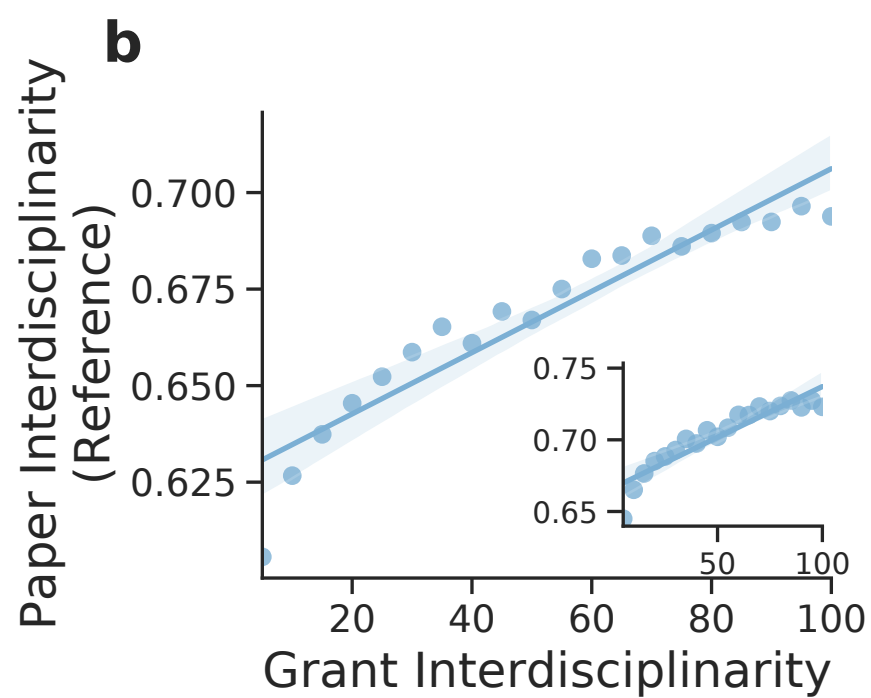 b
Paper Interdisciplinarity
(Reference)
0.700
0.675
0.650
0.625
20 40 60 80 100
Grant Interdisciplinarity
0.75
0.70
0.65
50 100